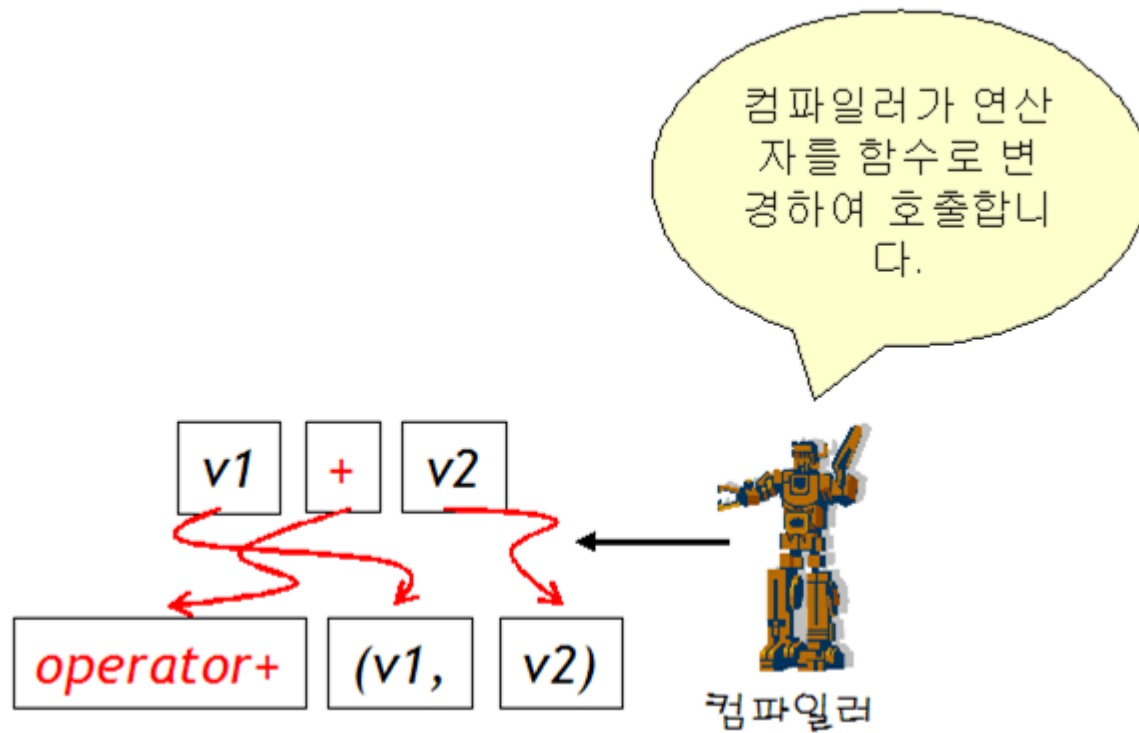 컴파일러가 연산
자를 함수로 변
경하여 호출합니
다.
v1 + v2
operator+ (v1, v2)
컴파일러